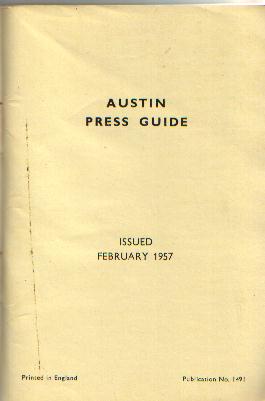 AUSTIN
PRESS GUIDE
ISSUED
FEBRUARY 1957
Printed in England
Publication No. 1491